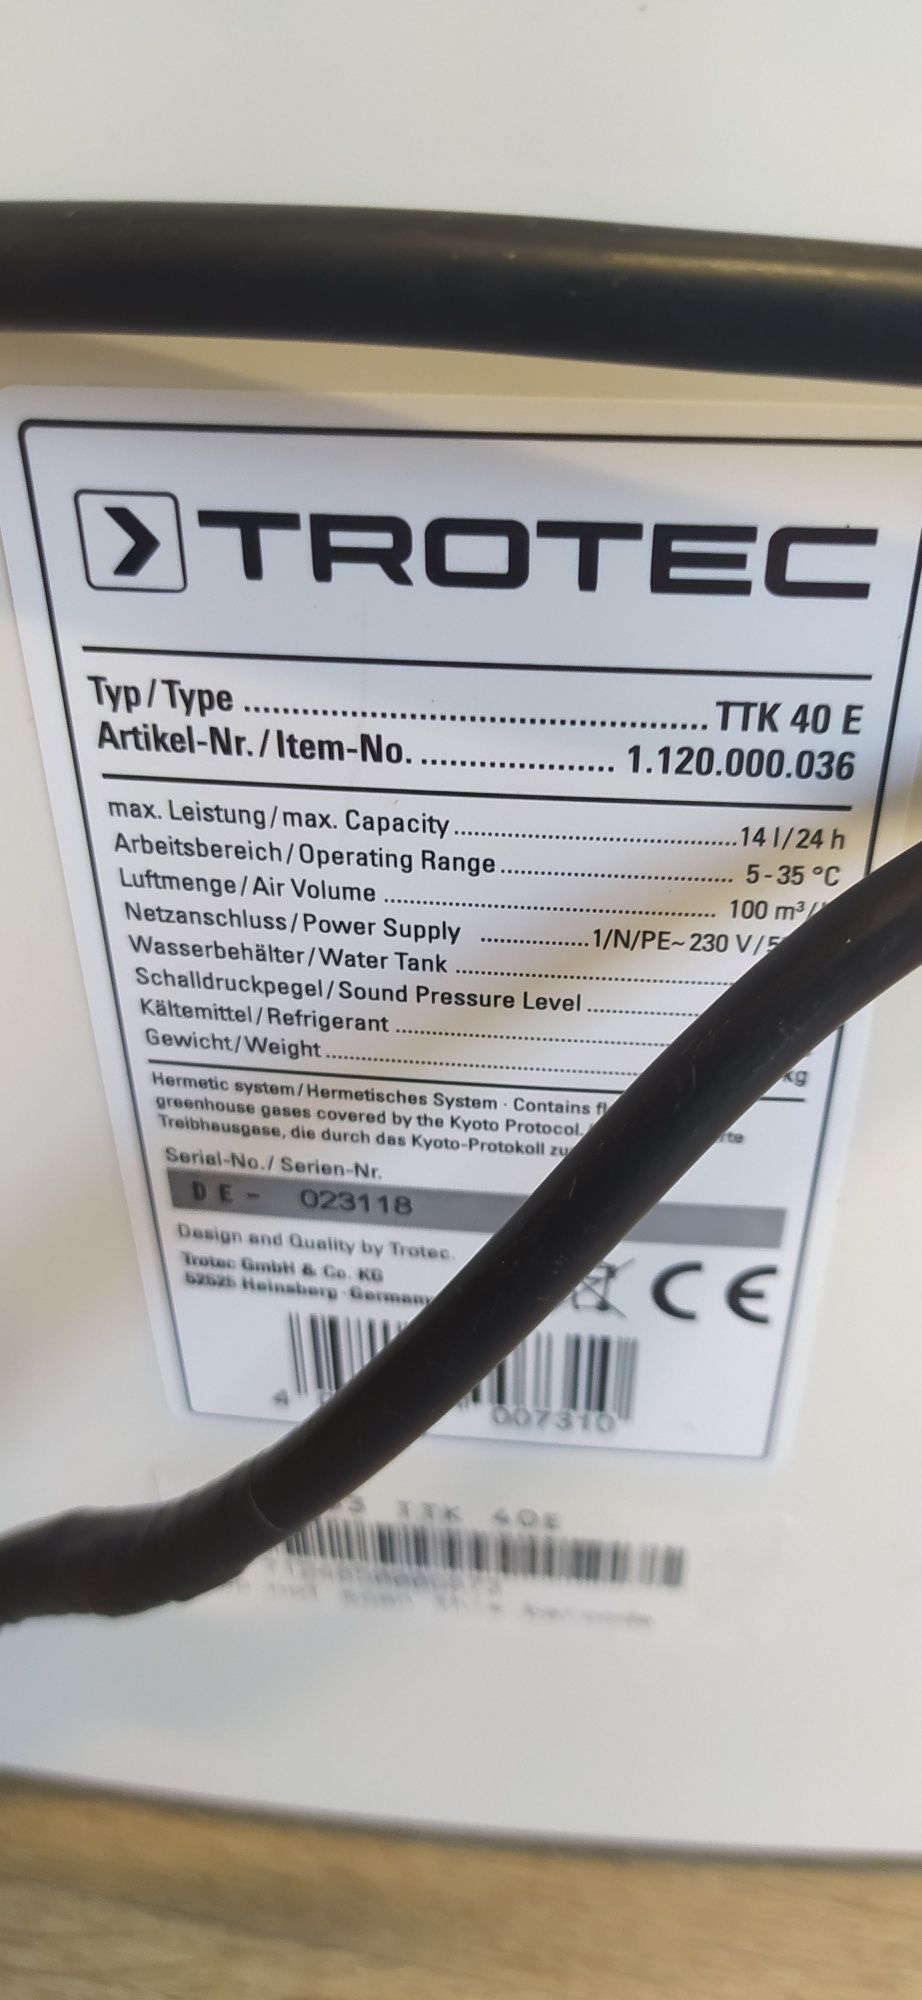 TROTEC
Typ/Type ........ TTK 40 E
Artikel-Nr./Item-No. ........ 1.120.000.036
max. Leistung/max. Capacity ........ 14 l/24 h
Arbeitsbereich/Operating Range ........ 5-35 °C
Luftmenge/Air Volume ........ 100 m³/
Netzanschluss/Power Supply ........ 1/N/PE~ 230 V/5
Wasserbehälter/Water Tank ........
Schalldruckpegel/Sound Pressure Level ........
Kältemittel/Refrigerant ........
Gewicht/Weight ........ kg
Hermetic system/Hermetisches System · Contains fl
greenhouse gases covered by the Kyoto Protocol. rte
Treibhausgase, die durch das Kyoto-Protokoll zu
Serial-No./Serien-Nr.
DE- 023118
Design and Quality by Trotec.
Trotec GmbH & Co. KG
52525 Heinsberg · German
CE
4 007310
TTK 40E